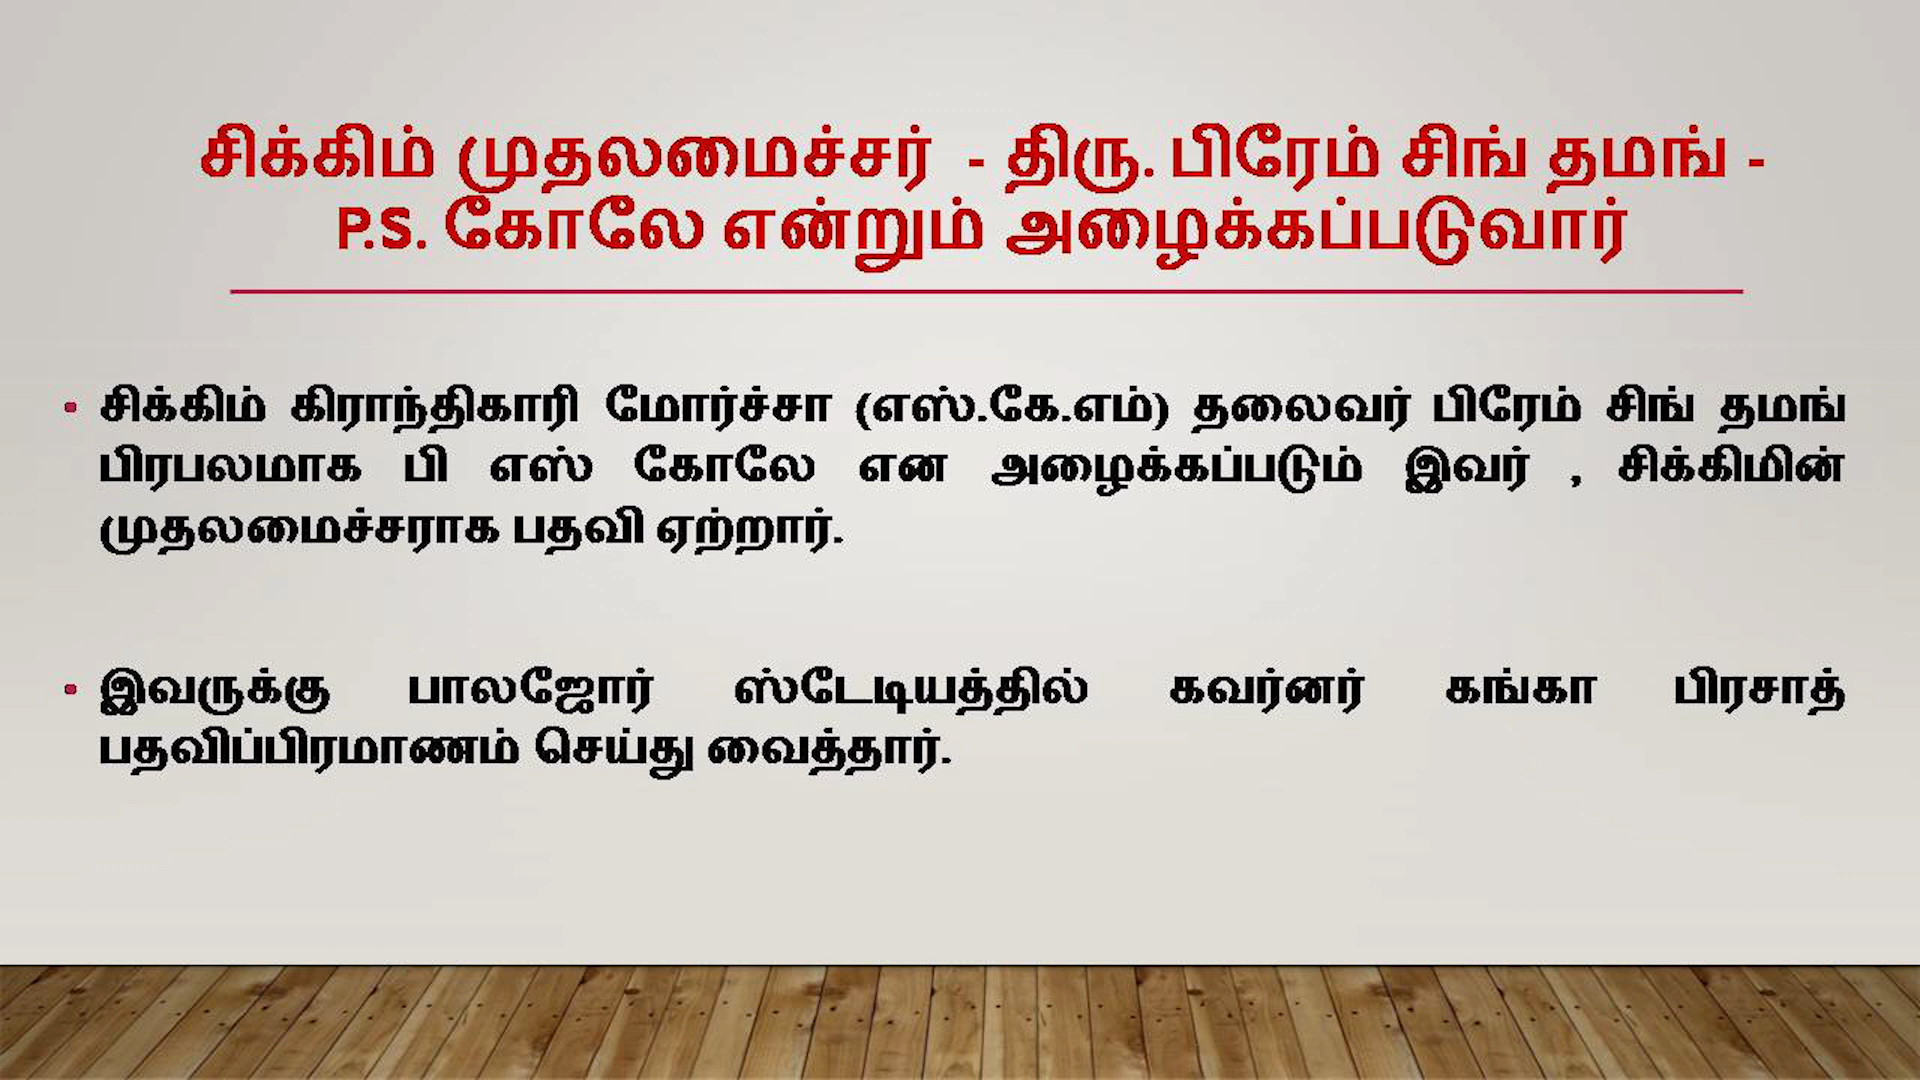 சிக்கிம் முதலமைச்சர் - திரு. பிரேம் சிங் தமங் -
P.S. கோலே என்றும் அழைக்கப்படுவார்
• சிக்கிம் கிராந்திகாரி மோர்ச்சா (எஸ்.கே.எம்) தலைவர் பிரேம் சிங் தமங்
பிரபலமாக பி எஸ் கோலே என அழைக்கப்படும் இவர் , சிக்கிமின்
முதலமைச்சராக பதவி ஏற்றார்.
• இவருக்கு பாலஜோர் ஸ்டேடியத்தில் கவர்னர் கங்கா பிரசாத்
பதவிப்பிரமாணம் செய்து வைத்தார்.